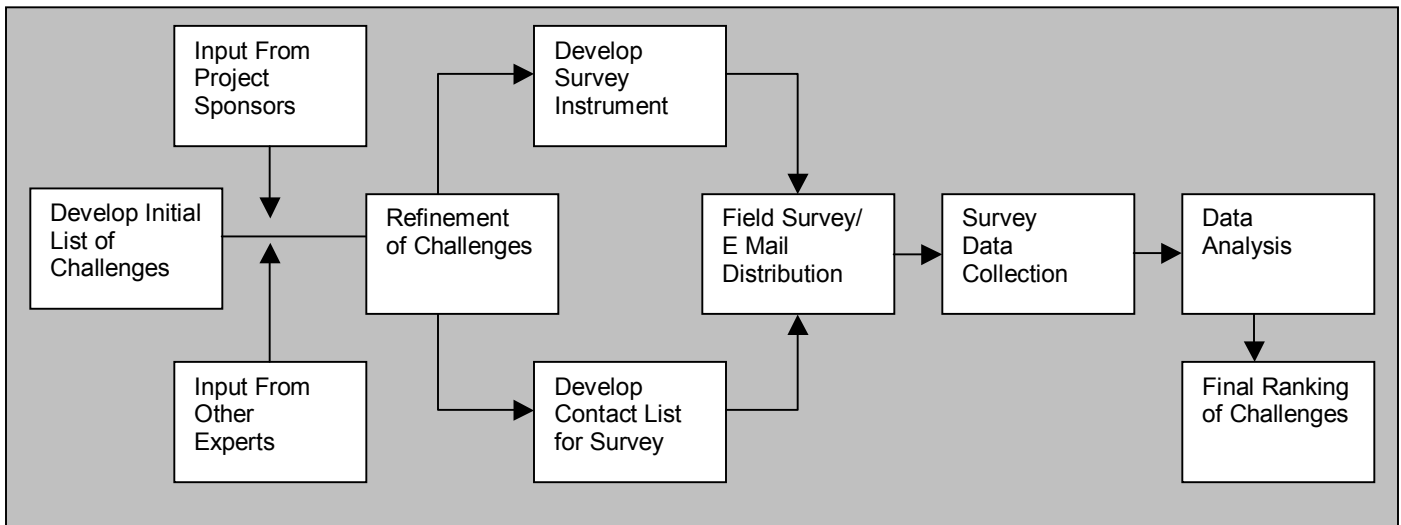 Input From
Project
Sponsors
Develop
Survey
Instrument
Develop Initial
List of
Challenges
Refinement
of Challenges
Field Survey/
E Mail
Distribution
Survey
Data
Collection
Data
Analysis
Input From
Other
Experts
Develop
Contact List
for Survey
Final Ranking
of Challenges